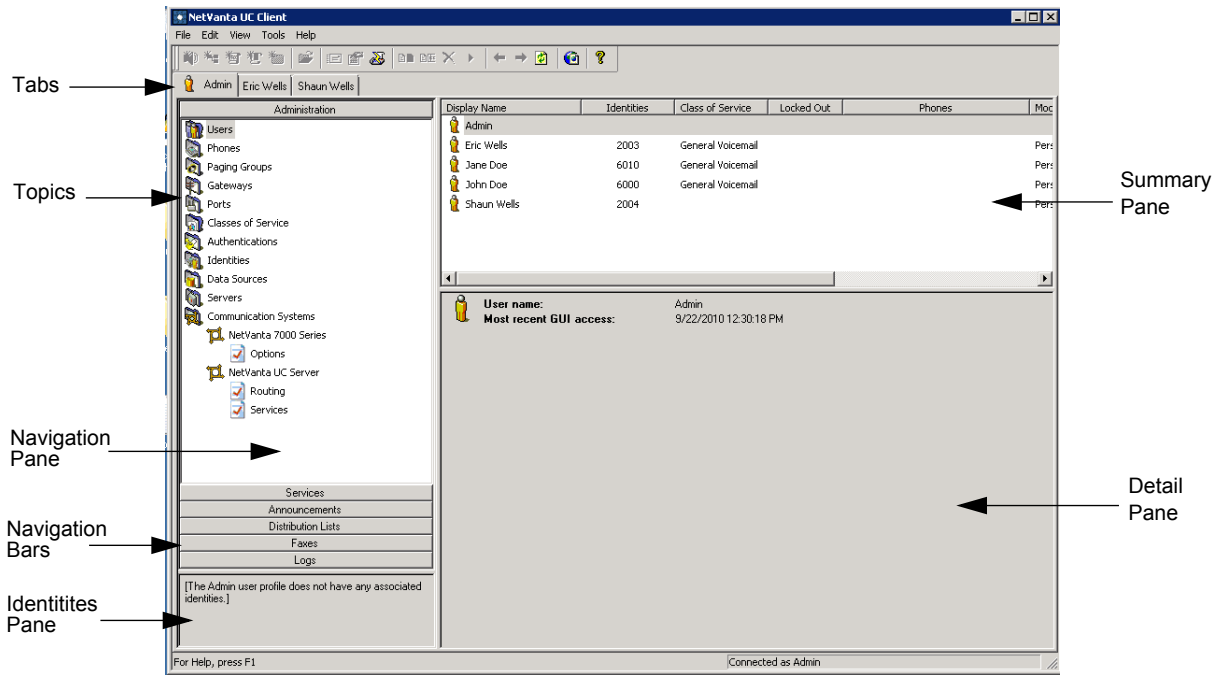 NetVanta UC Client
File Edit View Tools Help
Tabs
Admin Eric Wells Shaun Wells
Administration
Topics
Users
Phones
Paging Groups
Gateways
Ports
Classes of Service
Authentications
Identities
Data Sources
Servers
Communication Systems
NetVanta 7000 Series
Options
NetVanta UC Server
Routing
Services
Navigation
Pane
Services
Announcements
Distribution Lists
Faxes
Logs
Navigation
Bars
[The Admin user profile does not have any associated
identities.]
Identitites
Pane
Display Name Identities Class of Service Locked Out Phones Moc
Admin
Eric Wells 2003 General Voicemail Pers
Jane Doe 6010 General Voicemail Pers
John Doe 6000 General Voicemail Pers
Shaun Wells 2004 Pers
Summary
Pane
User name: Admin
Most recent GUI access: 9/22/2010 12:30:18 PM
Detail
Pane
For Help, press F1 Connected as Admin